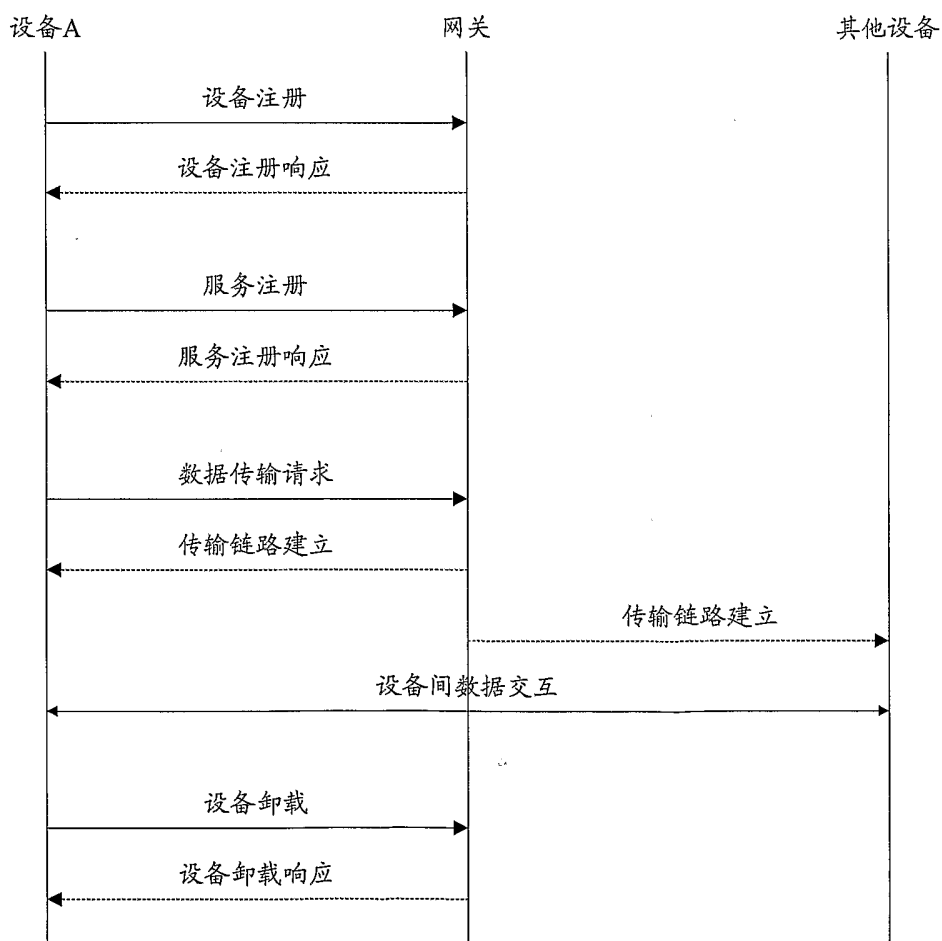 设备A
网关
其他设备
设备注册
设备注册响应
服务注册
服务注册响应
数据传输请求
传输链路建立
传输链路建立
设备间数据交互
设备卸载
设备卸载响应